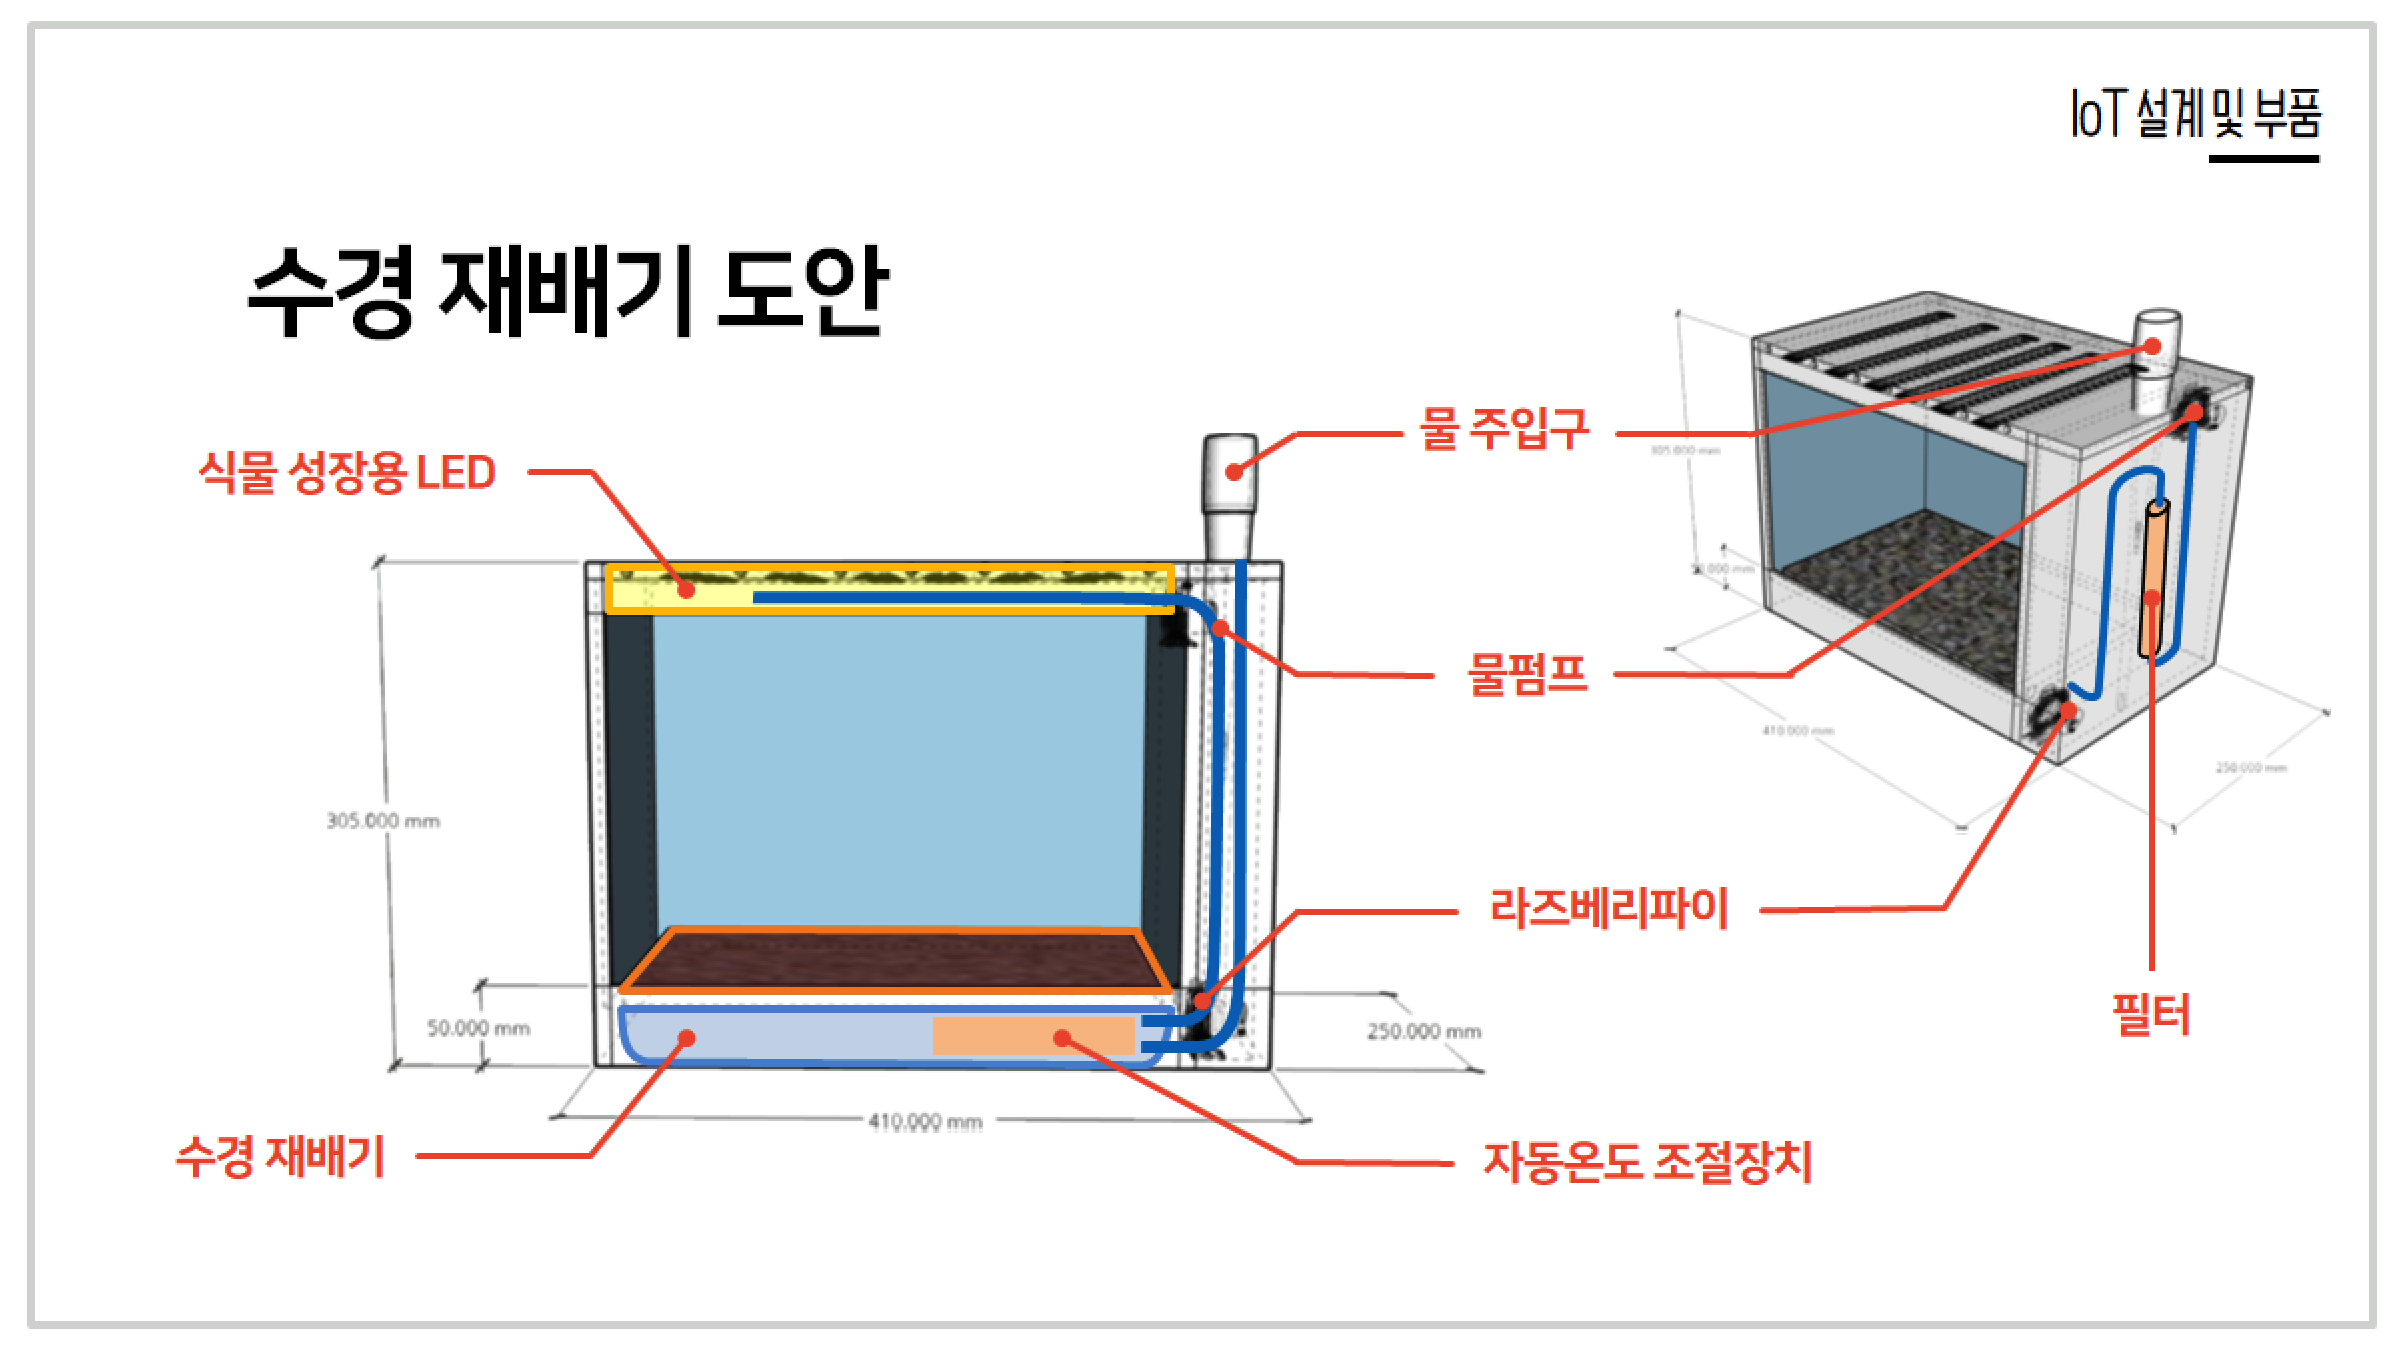 IoT 설계 및 부품
수경 재배기 도안
식물 성장용 LED
물 주입구
305.000 mm
물펌프
50.000 mm
410.000 mm
250.000 mm
305.000 mm
라즈베리파이
필터
50.000 mm
250.000 mm
410.000 mm
수경 재배기
자동온도 조절장치